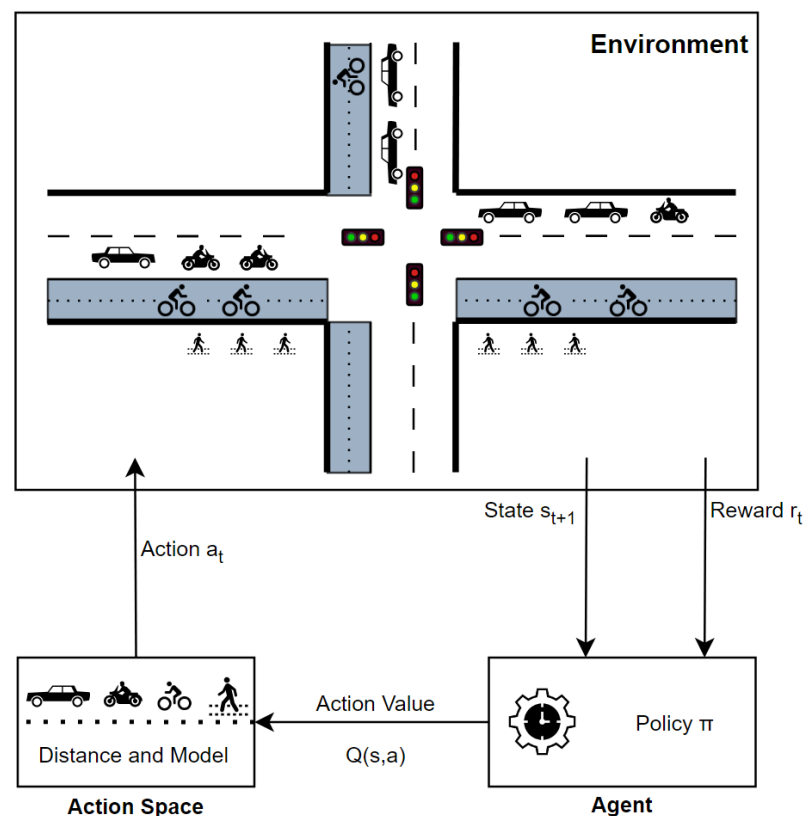 Environment
State s_{t+1}
Reward r_t
Action a_t
Action Value
Policy π
Distance and Model
Q(s,a)
Action Space
Agent